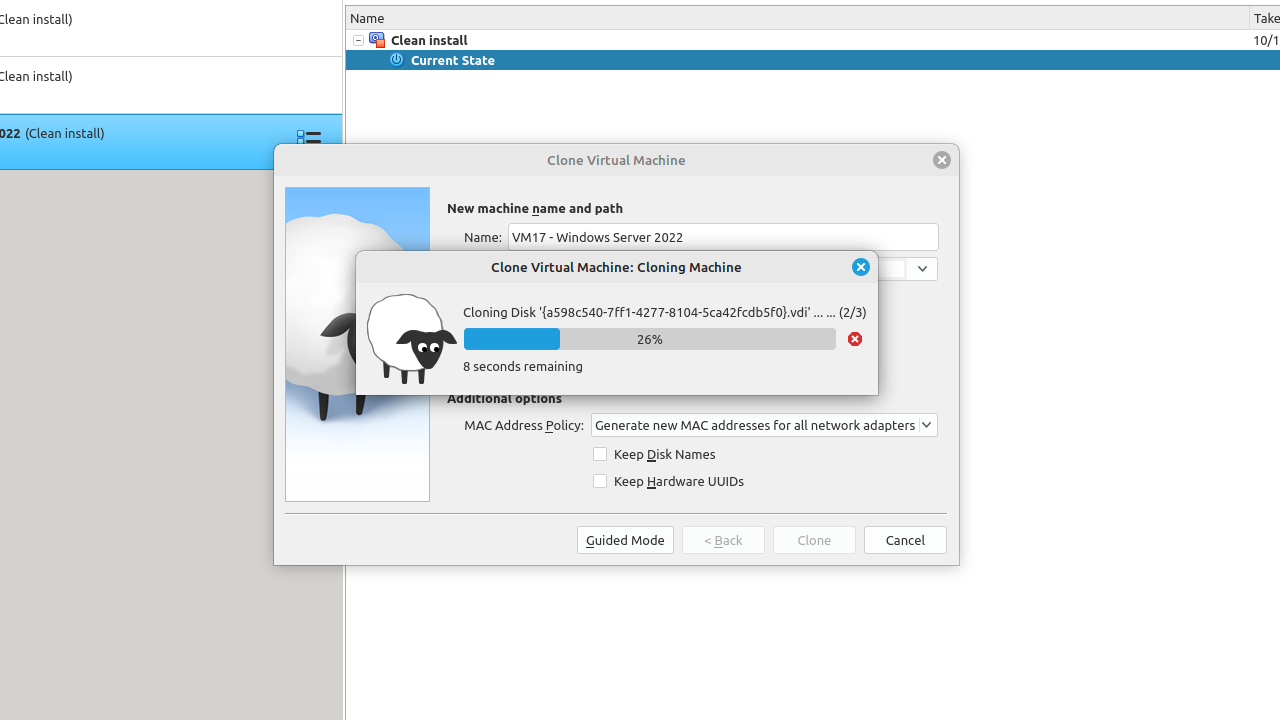 Clean install)
Clean install)
022 (Clean install)
Name Take
Clean install 10/1
Current State
Clone Virtual Machine
New machine name and path
Name: VM17 - Windows Server 2022
Clone Virtual Machine: Cloning Machine
Cloning Disk '{a598c540-7ff1-4277-8104-5ca42fcdb5f0}.vdi' ... ... (2/3)
26%
8 seconds remaining
Additional options
MAC Address Policy: Generate new MAC addresses for all network adapters
Keep Disk Names
Keep Hardware UUIDs
Guided Mode < Back Clone Cancel